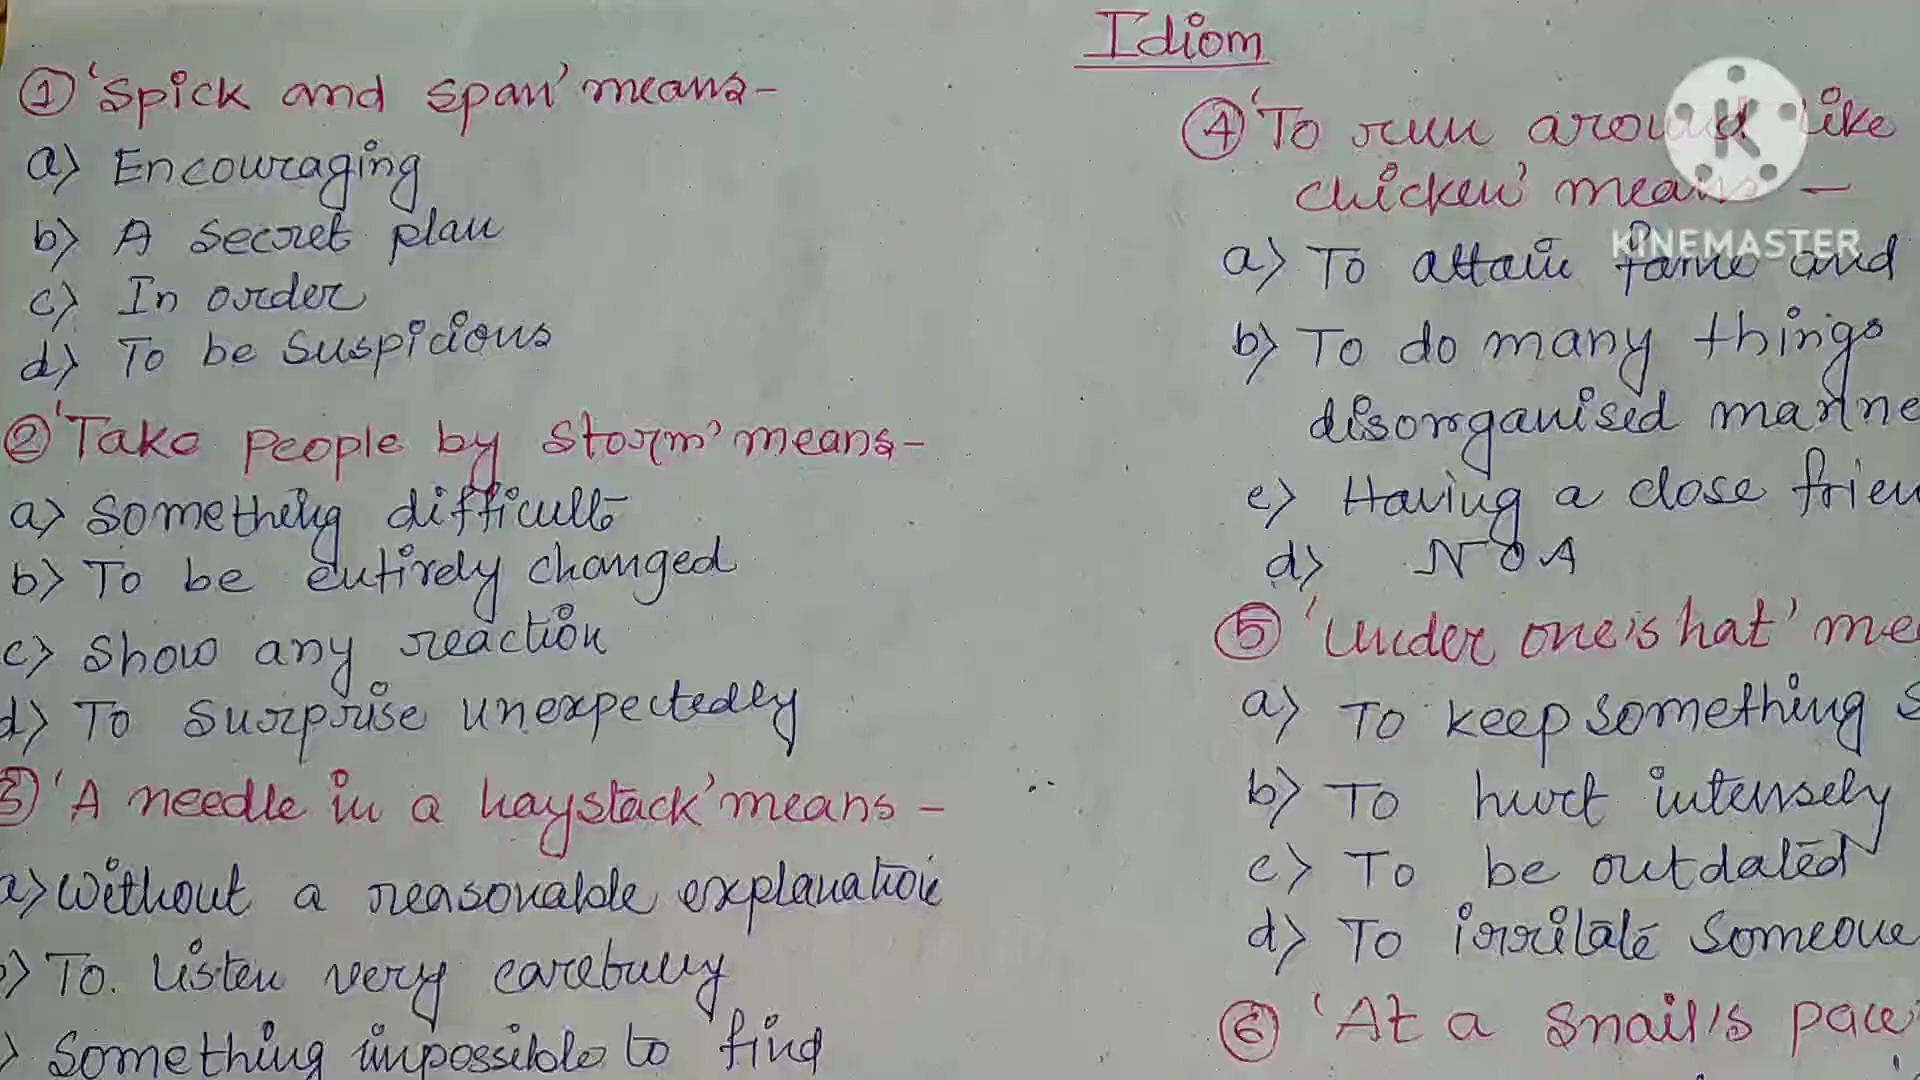 Idiom
① 'Spick and span' means-
a) Encouraging
b) A secret plan
c) In order
d) To be suspicious
② 'Take people by storm' means-
a) Something difficult
b) To be entirely changed
c) Show any reaction
d) To surprise unexpectedly
3) 'A needle in a haystack' means -
a) Without a reasonable explanation
) To. listen very carefully
) Something impossible to find
④ 'To run around like
chicken' means -
a) To attain fame and
b) To do many things
disorganised manne
c) Having a close frien
d) NOA
⑤ 'Under one's hat' me
a) To keep something S
b) To hurt intensely
c) To be outdated
d) To irritate someone
⑥ 'At a snail's pace'
K
KINEMASTER